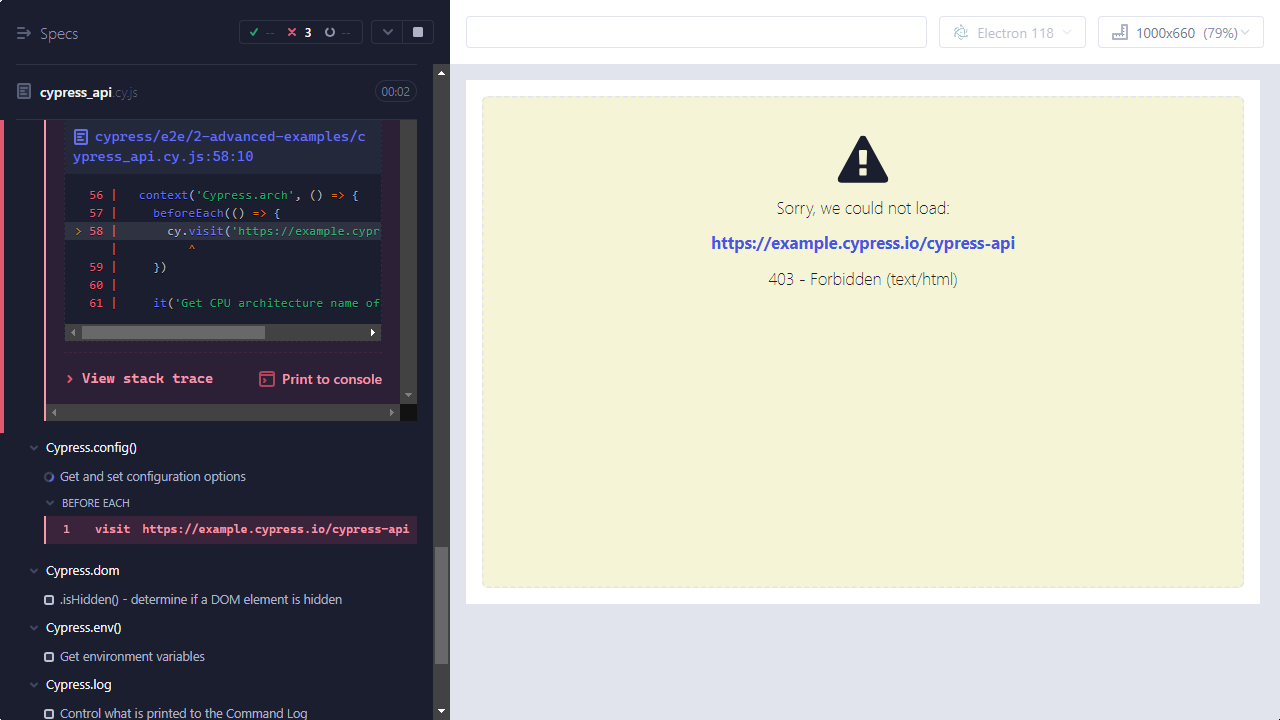 Specs
-- 3 --
cypress_api.cy.js
00:02
cypress/e2e/2-advanced-examples/c
ypress_api.cy.js:58:10
56 | context('Cypress.arch', () => {
57 | beforeEach(() => {
> 58 | cy.visit('https://example.cypr
| ^
59 | })
60 |
61 | it('Get CPU architecture name of
View stack trace
Print to console
Cypress.config()
Get and set configuration options
BEFORE EACH
1 visit https://example.cypress.io/cypress-api
Cypress.dom
.isHidden() - determine if a DOM element is hidden
Cypress.env()
Get environment variables
Cypress.log
Control what is printed to the Command Log
Electron 118
1000x660 (79%)
Sorry, we could not load:
https://example.cypress.io/cypress-api
403 - Forbidden (text/html)